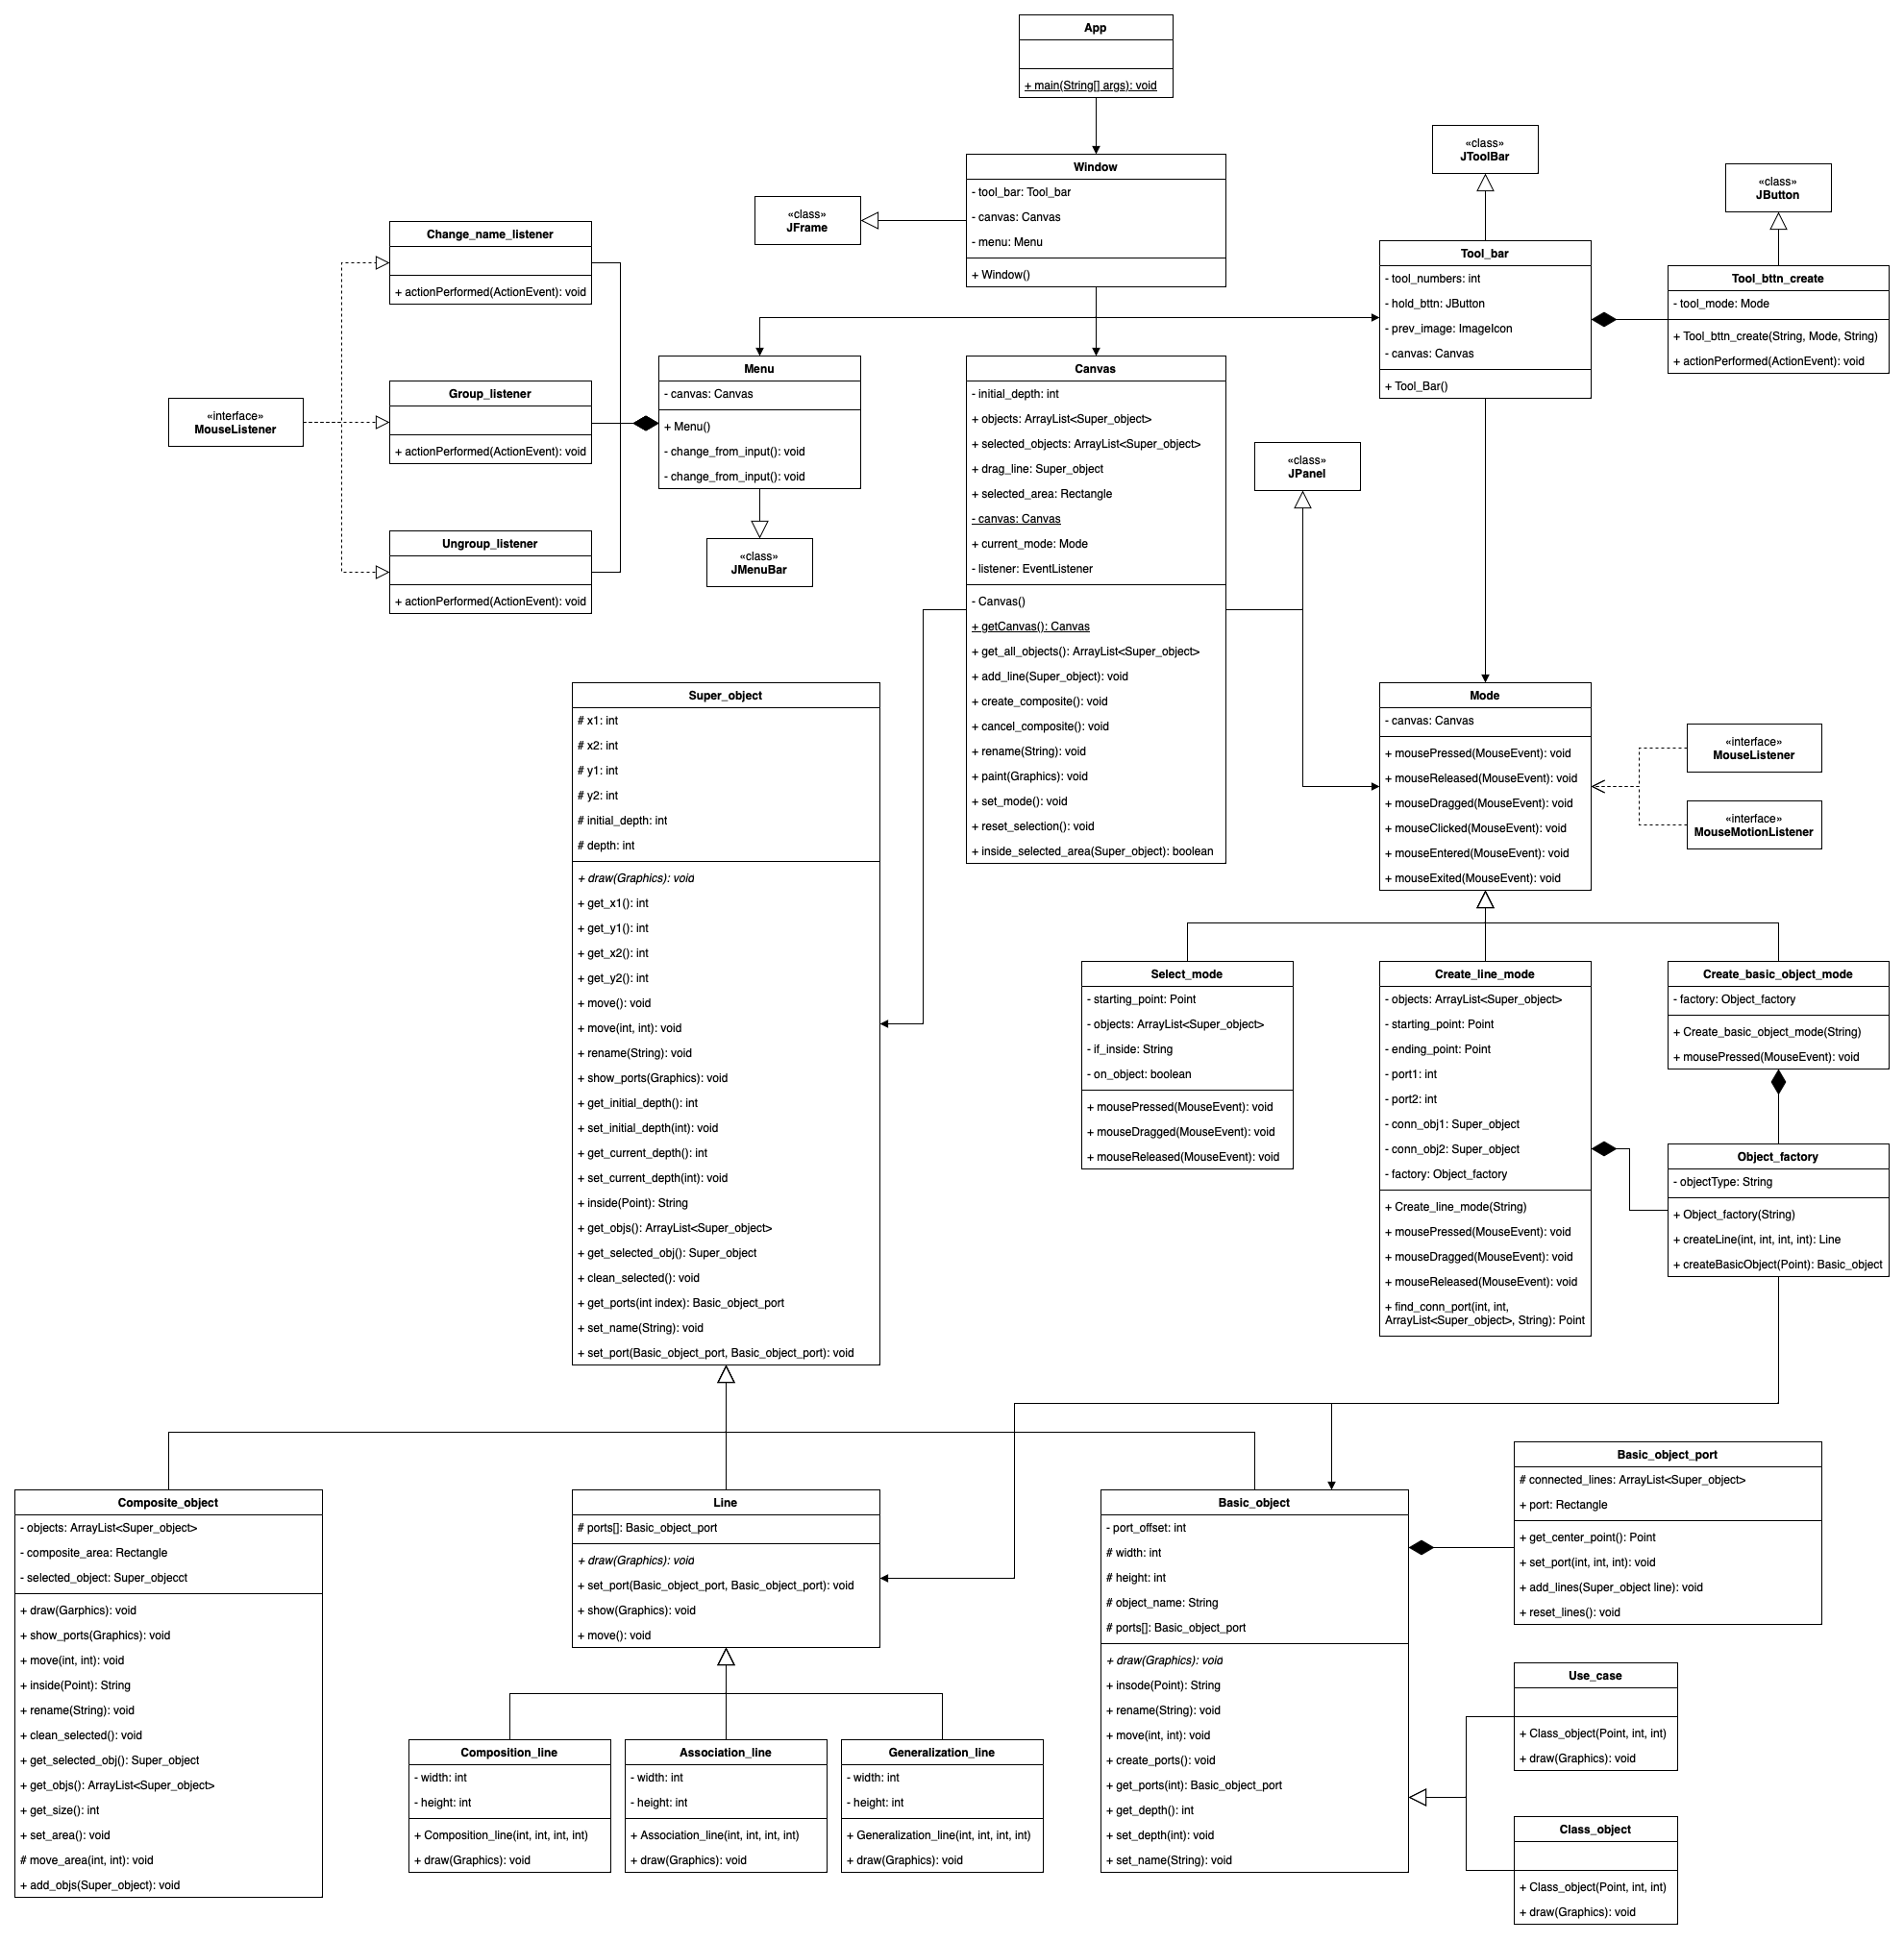 App
+ main(String[] args): void
Window
- tool_bar: Tool_bar
- canvas: Canvas
- menu: Menu
+ Window()
«class»
JFrame
«class»
JToolBar
«class»
JButton
Tool_bar
- tool_numbers: int
- hold_bttn: JButton
- prev_image: ImageIcon
- canvas: Canvas
+ Tool_Bar()
Tool_bttn_create
- tool_mode: Mode
+ Tool_bttn_create(String, Mode, String)
+ actionPerformed(ActionEvent): void
Change_name_listener
+ actionPerformed(ActionEvent): void
Group_listener
+ actionPerformed(ActionEvent): void
Ungroup_listener
+ actionPerformed(ActionEvent): void
«interface»
MouseListener
Menu
- canvas: Canvas
+ Menu()
- change_from_input(): void
- change_from_input(): void
«class»
JMenuBar
Canvas
- initial_depth: int
+ objects: ArrayList<Super_object>
+ selected_objects: ArrayList<Super_object>
+ drag_line: Super_object
+ selected_area: Rectangle
- canvas: Canvas
+ current_mode: Mode
- listener: EventListener
- Canvas()
+ getCanvas(): Canvas
+ get_all_objects(): ArrayList<Super_object>
+ add_line(Super_object): void
+ create_composite(): void
+ cancel_composite(): void
+ rename(String): void
+ paint(Graphics): void
+ set_mode(): void
+ reset_selection(): void
+ inside_selected_area(Super_object): boolean
«class»
JPanel
Mode
- canvas: Canvas
+ mousePressed(MouseEvent): void
+ mouseReleased(MouseEvent): void
+ mouseDragged(MouseEvent): void
+ mouseClicked(MouseEvent): void
+ mouseEntered(MouseEvent): void
+ mouseExited(MouseEvent): void
«interface»
MouseListener
«interface»
MouseMotionListener
Super_object
# x1: int
# x2: int
# y1: int
# y2: int
# initial_depth: int
# depth: int
+ draw(Graphics): void
+ get_x1(): int
+ get_y1(): int
+ get_x2(): int
+ get_y2(): int
+ move(): void
+ move(int, int): void
+ rename(String): void
+ show_ports(Graphics): void
+ get_initial_depth(): int
+ set_initial_depth(int): void
+ get_current_depth(): int
+ set_current_depth(int): void
+ inside(Point): String
+ get_objs(): ArrayList<Super_object>
+ get_selected_obj(): Super_object
+ clean_selected(): void
+ get_ports(int index): Basic_object_port
+ set_name(String): void
+ set_port(Basic_object_port, Basic_object_port): void
Select_mode
- starting_point: Point
- objects: ArrayList<Super_object>
- if_inside: String
- on_object: boolean
+ mousePressed(MouseEvent): void
+ mouseDragged(MouseEvent): void
+ mouseReleased(MouseEvent): void
Create_line_mode
- objects: ArrayList<Super_object>
- starting_point: Point
- ending_point: Point
- port1: int
- port2: int
- conn_obj1: Super_object
- conn_obj2: Super_object
- factory: Object_factory
+ Create_line_mode(String)
+ mousePressed(MouseEvent): void
+ mouseDragged(MouseEvent): void
+ mouseReleased(MouseEvent): void
+ find_conn_port(int, int,
ArrayList<Super_object>, String): Point
Create_basic_object_mode
- factory: Object_factory
+ Create_basic_object_mode(String)
+ mousePressed(MouseEvent): void
Object_factory
- objectType: String
+ Object_factory(String)
+ createLine(int, int, int, int): Line
+ createBasicObject(Point): Basic_object
Composite_object
- objects: ArrayList<Super_object>
- composite_area: Rectangle
- selected_object: Super_objecct
+ draw(Garphics): void
+ show_ports(Graphics): void
+ move(int, int): void
+ inside(Point): String
+ rename(String): void
+ clean_selected(): void
+ get_selected_obj(): Super_object
+ get_objs(): ArrayList<Super_object>
+ get_size(): int
+ set_area(): void
# move_area(int, int): void
+ add_objs(Super_object): void
Line
# ports[]: Basic_object_port
+ draw(Graphics): void
+ set_port(Basic_object_port, Basic_object_port): void
+ show(Graphics): void
+ move(): void
Composition_line
- width: int
- height: int
+ Composition_line(int, int, int, int)
+ draw(Graphics): void
Association_line
- width: int
- height: int
+ Association_line(int, int, int, int)
+ draw(Graphics): void
Generalization_line
- width: int
- height: int
+ Generalization_line(int, int, int, int)
+ draw(Graphics): void
Basic_object
- port_offset: int
# width: int
# height: int
# object_name: String
# ports[]: Basic_object_port
+ draw(Graphics): void
+ insode(Point): String
+ rename(String): void
+ move(int, int): void
+ create_ports(): void
+ get_ports(int): Basic_object_port
+ get_depth(): int
+ set_depth(int): void
+ set_name(String): void
Basic_object_port
# connected_lines: ArrayList<Super_object>
+ port: Rectangle
+ get_center_point(): Point
+ set_port(int, int, int): void
+ add_lines(Super_object line): void
+ reset_lines(): void
Use_case
+ Class_object(Point, int, int)
+ draw(Graphics): void
Class_object
+ Class_object(Point, int, int)
+ draw(Graphics): void